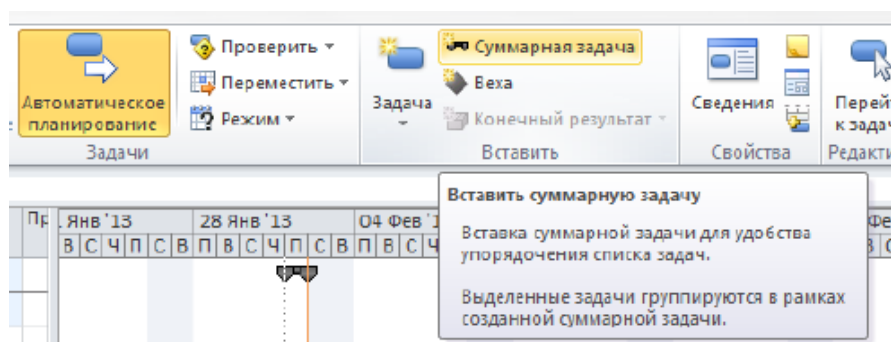 Проверить
Суммарная задача
Переместить
Веха
Автоматическое
планирование
Режим
Задача
Конечный результат
Сведения
Перей
к зада
Задачи
Вставить
Свойства
Редакти
Вставить суммарную задачу
Вставка суммарной задачи для удобства
упорядочения списка задач.
Выделенные задачи группируются в рамках
созданной суммарной задачи.
Пр
Янв '13
28 Янв '13
04 Фев '1
Фе
В С Ч П С В П В С Ч П С В П В С Ч